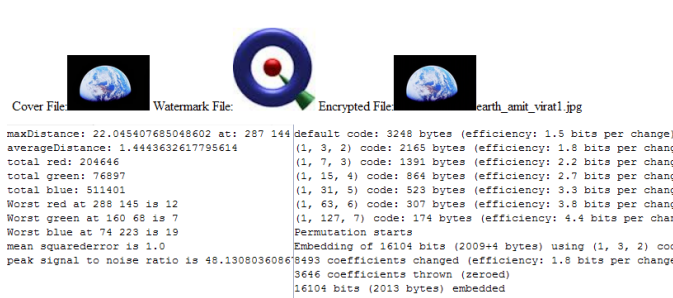 Cover File: Watermark File: Encrypted File: earth_amit_virat1.jpg
maxDistance: 22.045407685048602 at: 287 144
averageDistance: 1.4443632617795614
total red: 204646
total green: 76897
total blue: 511401
Worst red at 288 145 is 12
Worst green at 160 68 is 7
Worst blue at 74 223 is 19
mean squarederror is 1.0
peak signal to noise ratio is 48.1308036086
default code: 3248 bytes (efficiency: 1.5 bits per change)
(1, 3, 2) code: 2165 bytes (efficiency: 1.8 bits per chang
(1, 7, 3) code: 1391 bytes (efficiency: 2.2 bits per chang
(1, 15, 4) code: 864 bytes (efficiency: 2.7 bits per chang
(1, 31, 5) code: 523 bytes (efficiency: 3.3 bits per chang
(1, 63, 6) code: 307 bytes (efficiency: 3.8 bits per chang
(1, 127, 7) code: 174 bytes (efficiency: 4.4 bits per chan
Permutation starts
Embedding of 16104 bits (2009+4 bytes) using (1, 3, 2) cod
8493 coefficients changed (efficiency: 1.8 bits per change
3646 coefficients thrown (zeroed)
16104 bits (2013 bytes) embedded